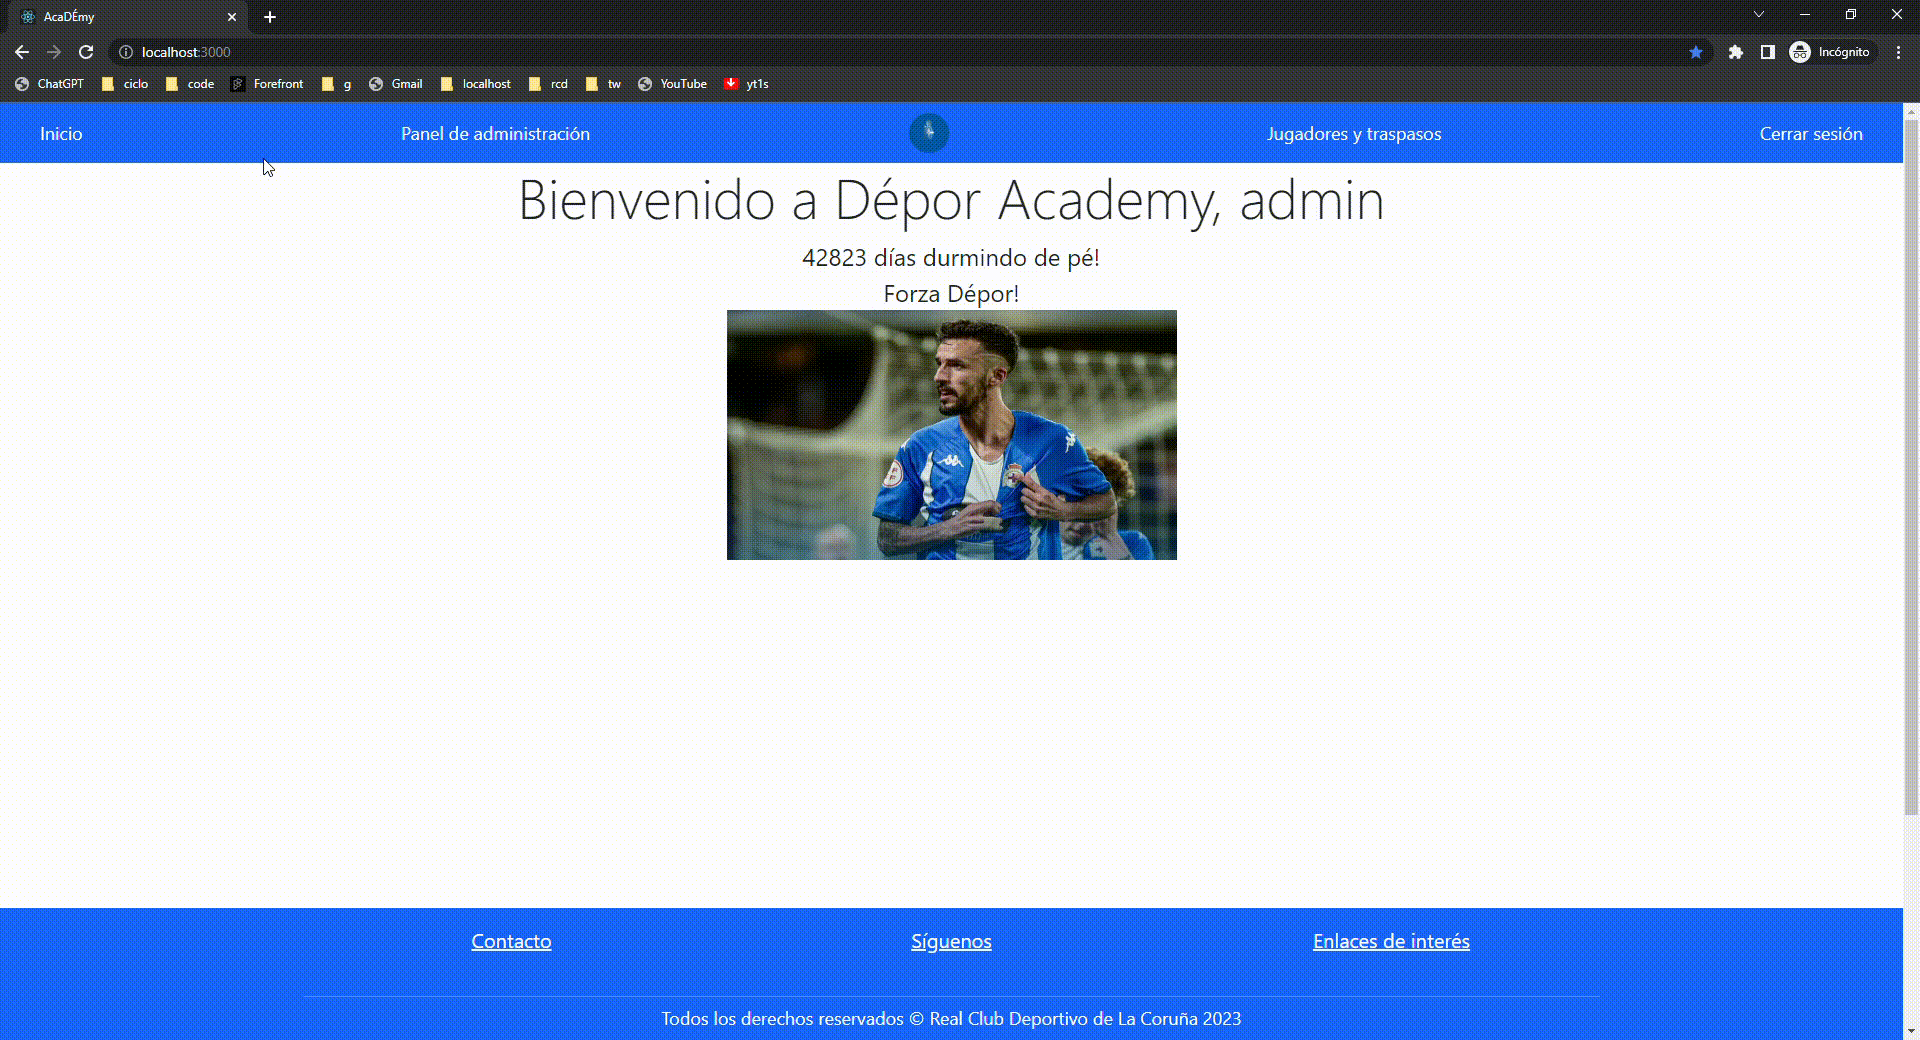 AcaDÉmy
localhost:3000
Incógnito
ChatGPT ciclo code Forefront g Gmail localhost rcd tw YouTube yt1s
Inicio Panel de administración Jugadores y traspasos Cerrar sesión
Bienvenido a Dépor Academy, admin
42823 días durmindo de pé!
Forza Dépor!
Contacto Síguenos Enlaces de interés
Todos los derechos reservados © Real Club Deportivo de La Coruña 2023